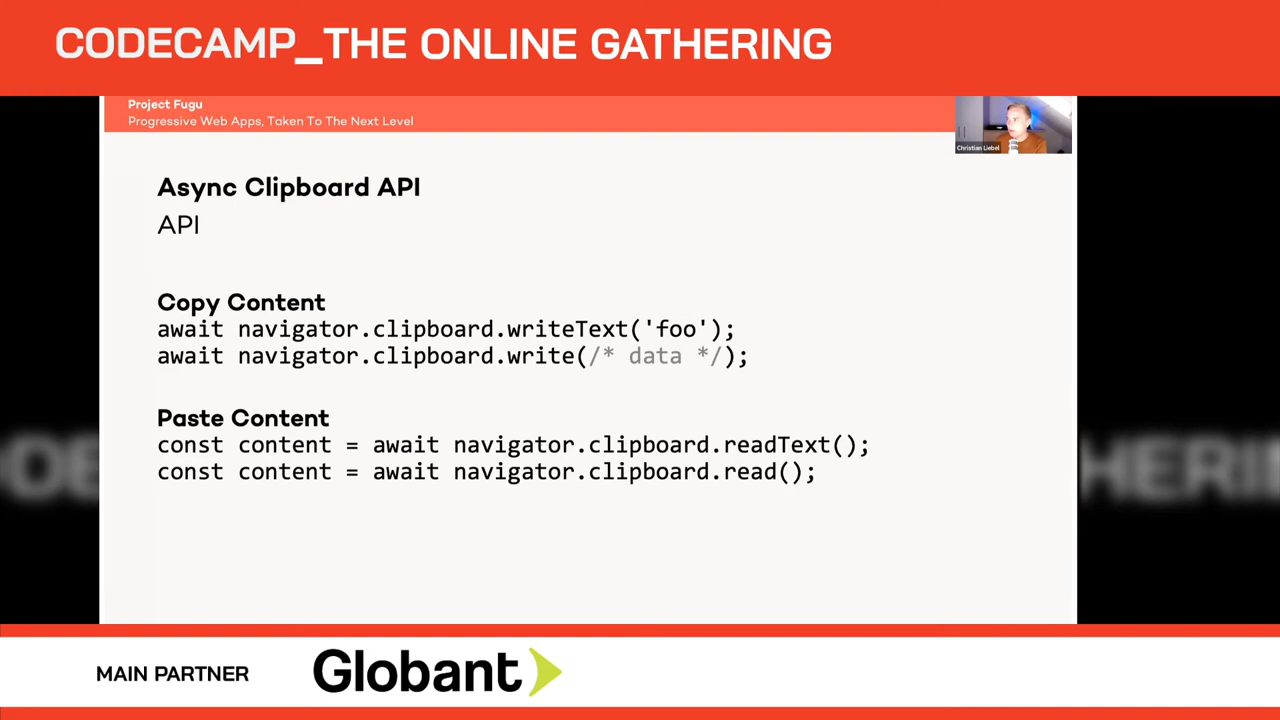 CODECAMP_THE ONLINE GATHERING
Project Fugu
Progressive Web Apps, Taken To The Next Level
Christian Liebel
Async Clipboard API
API
Copy Content
await navigator.clipboard.writeText('foo');
await navigator.clipboard.write(/* data */);
Paste Content
const content = await navigator.clipboard.readText();
const content = await navigator.clipboard.read();
MAIN PARTNER
Globant